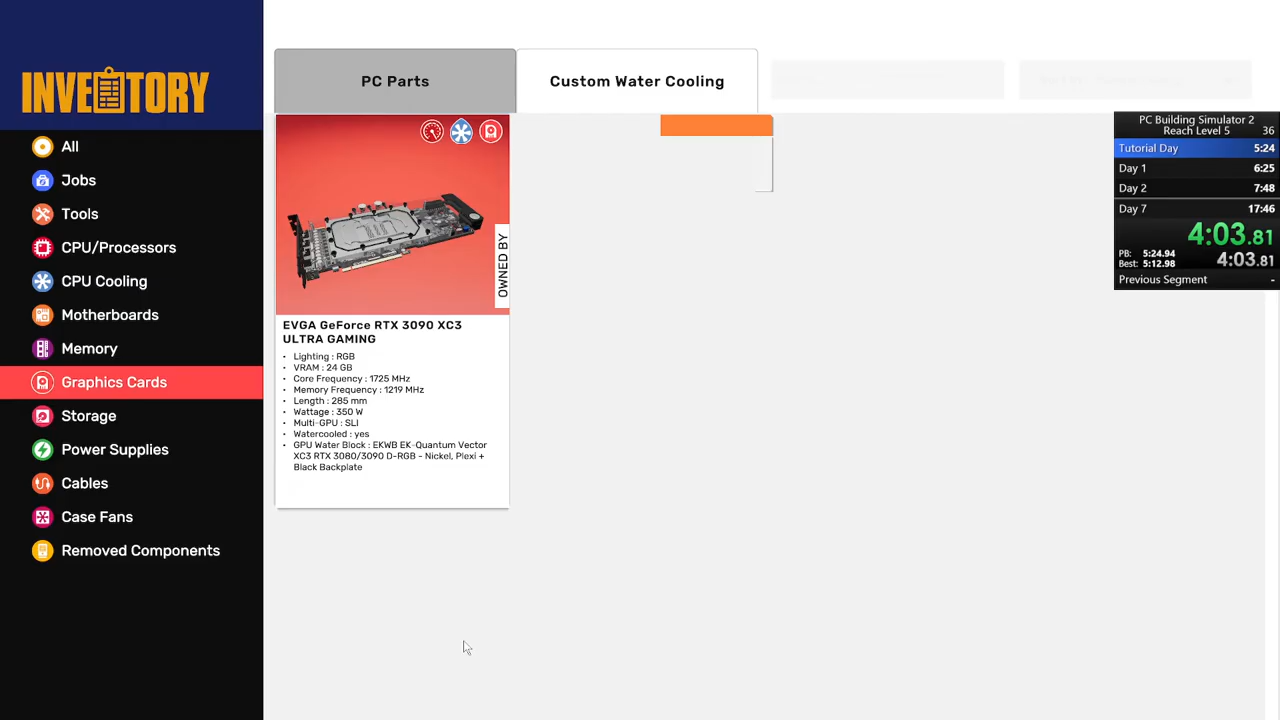 INVENTORY
All
Jobs
Tools
CPU/Processors
CPU Cooling
Motherboards
Memory
Graphics Cards
Storage
Power Supplies
Cables
Case Fans
Removed Components
PC Parts
Custom Water Cooling
OWNED BY
EVGA GeForce RTX 3090 XC3
ULTRA GAMING
• Lighting : RGB
• VRAM : 24 GB
• Core Frequency : 1725 MHz
• Memory Frequency : 1219 MHz
• Length : 285 mm
• Wattage : 350 W
• Multi-GPU : SLI
• Watercooled : yes
• GPU Water Block : EKWB EK-Quantum Vector
XC3 RTX 3080/3090 D-RGB - Nickel, Plexi +
Black Backplate
PC Building Simulator 2
Reach Level 5 36
Tutorial Day 5:24
Day 1 6:25
Day 2 7:48
Day 7 17:46
4:03.81
PB: 5:24.94
Best: 5:12.98 4:03.81
Previous Segment -